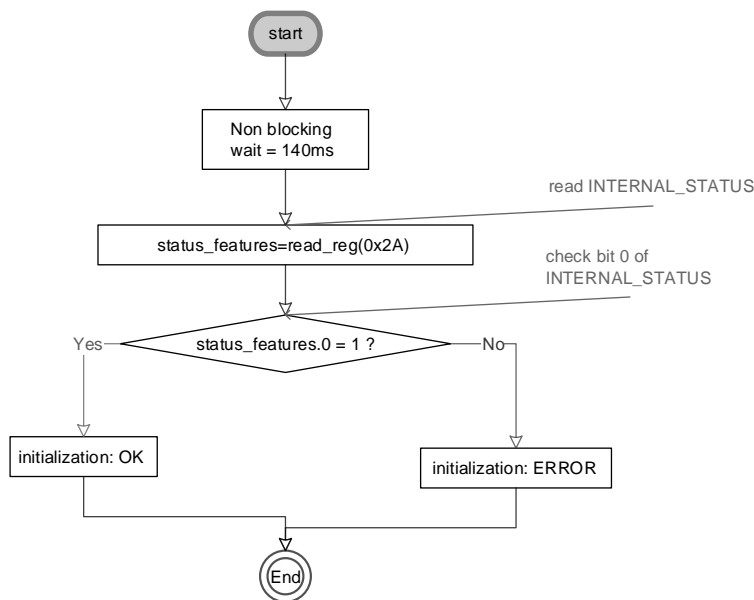 start
Non blocking
wait = 140ms
read INTERNAL_STATUS
status_features=read_reg(0x2A)
check bit 0 of
INTERNAL_STATUS
Yes
status_features.0 = 1 ?
No
initialization: OK
initialization: ERROR
End